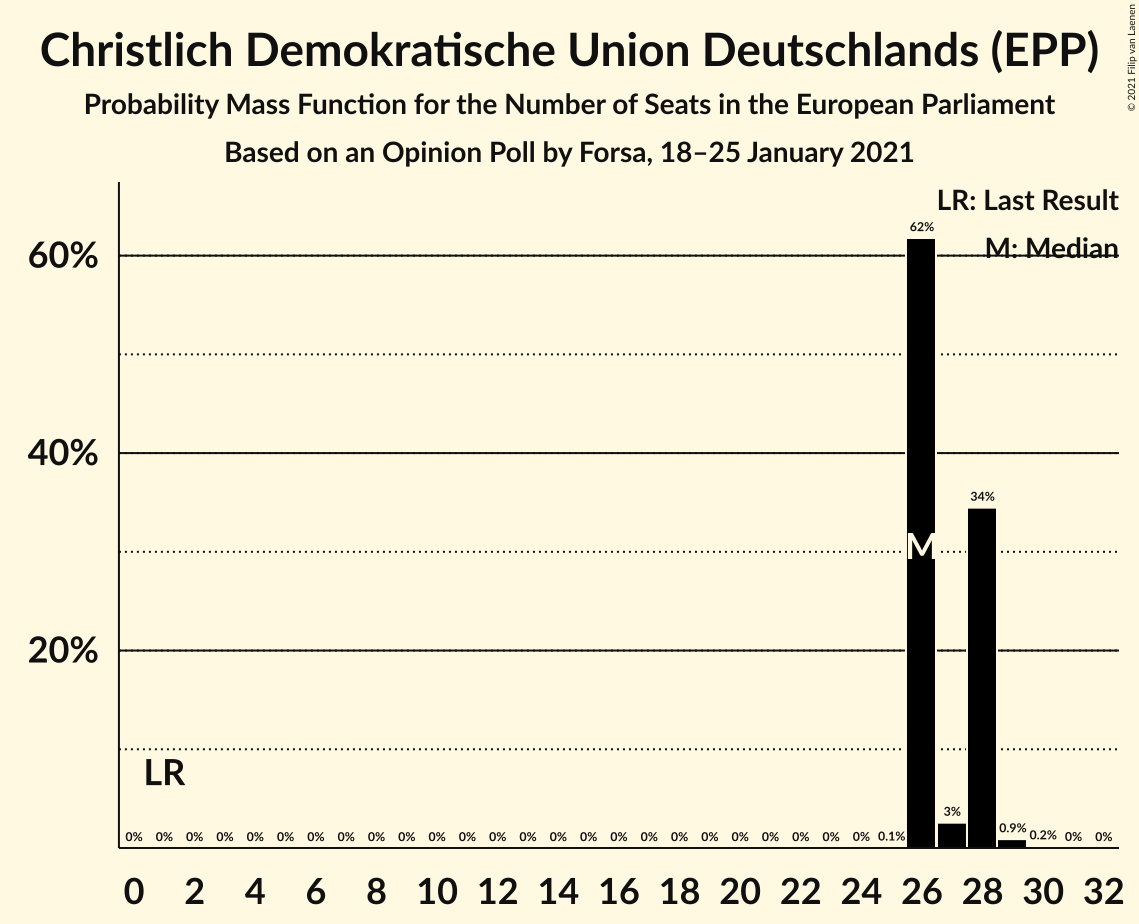 Christlich Demokratische Union Deutschlands (EPP)
Probability Mass Function for the Number of Seats in the European Parliament
Based on an Opinion Poll by Forsa, 18–25 January 2021
© 2021 Filip van Laenen
LR: Last Result
M: Median
62%
60%
40%
34%
M
20%
LR
3%
0% 0% 0% 0% 0% 0% 0% 0% 0% 0% 0% 0% 0% 0% 0% 0% 0% 0% 0% 0% 0% 0% 0% 0% 0% 0.1% 0.9% 0.2% 0% 0%
0 2 4 6 8 10 12 14 16 18 20 22 24 26 28 30 32